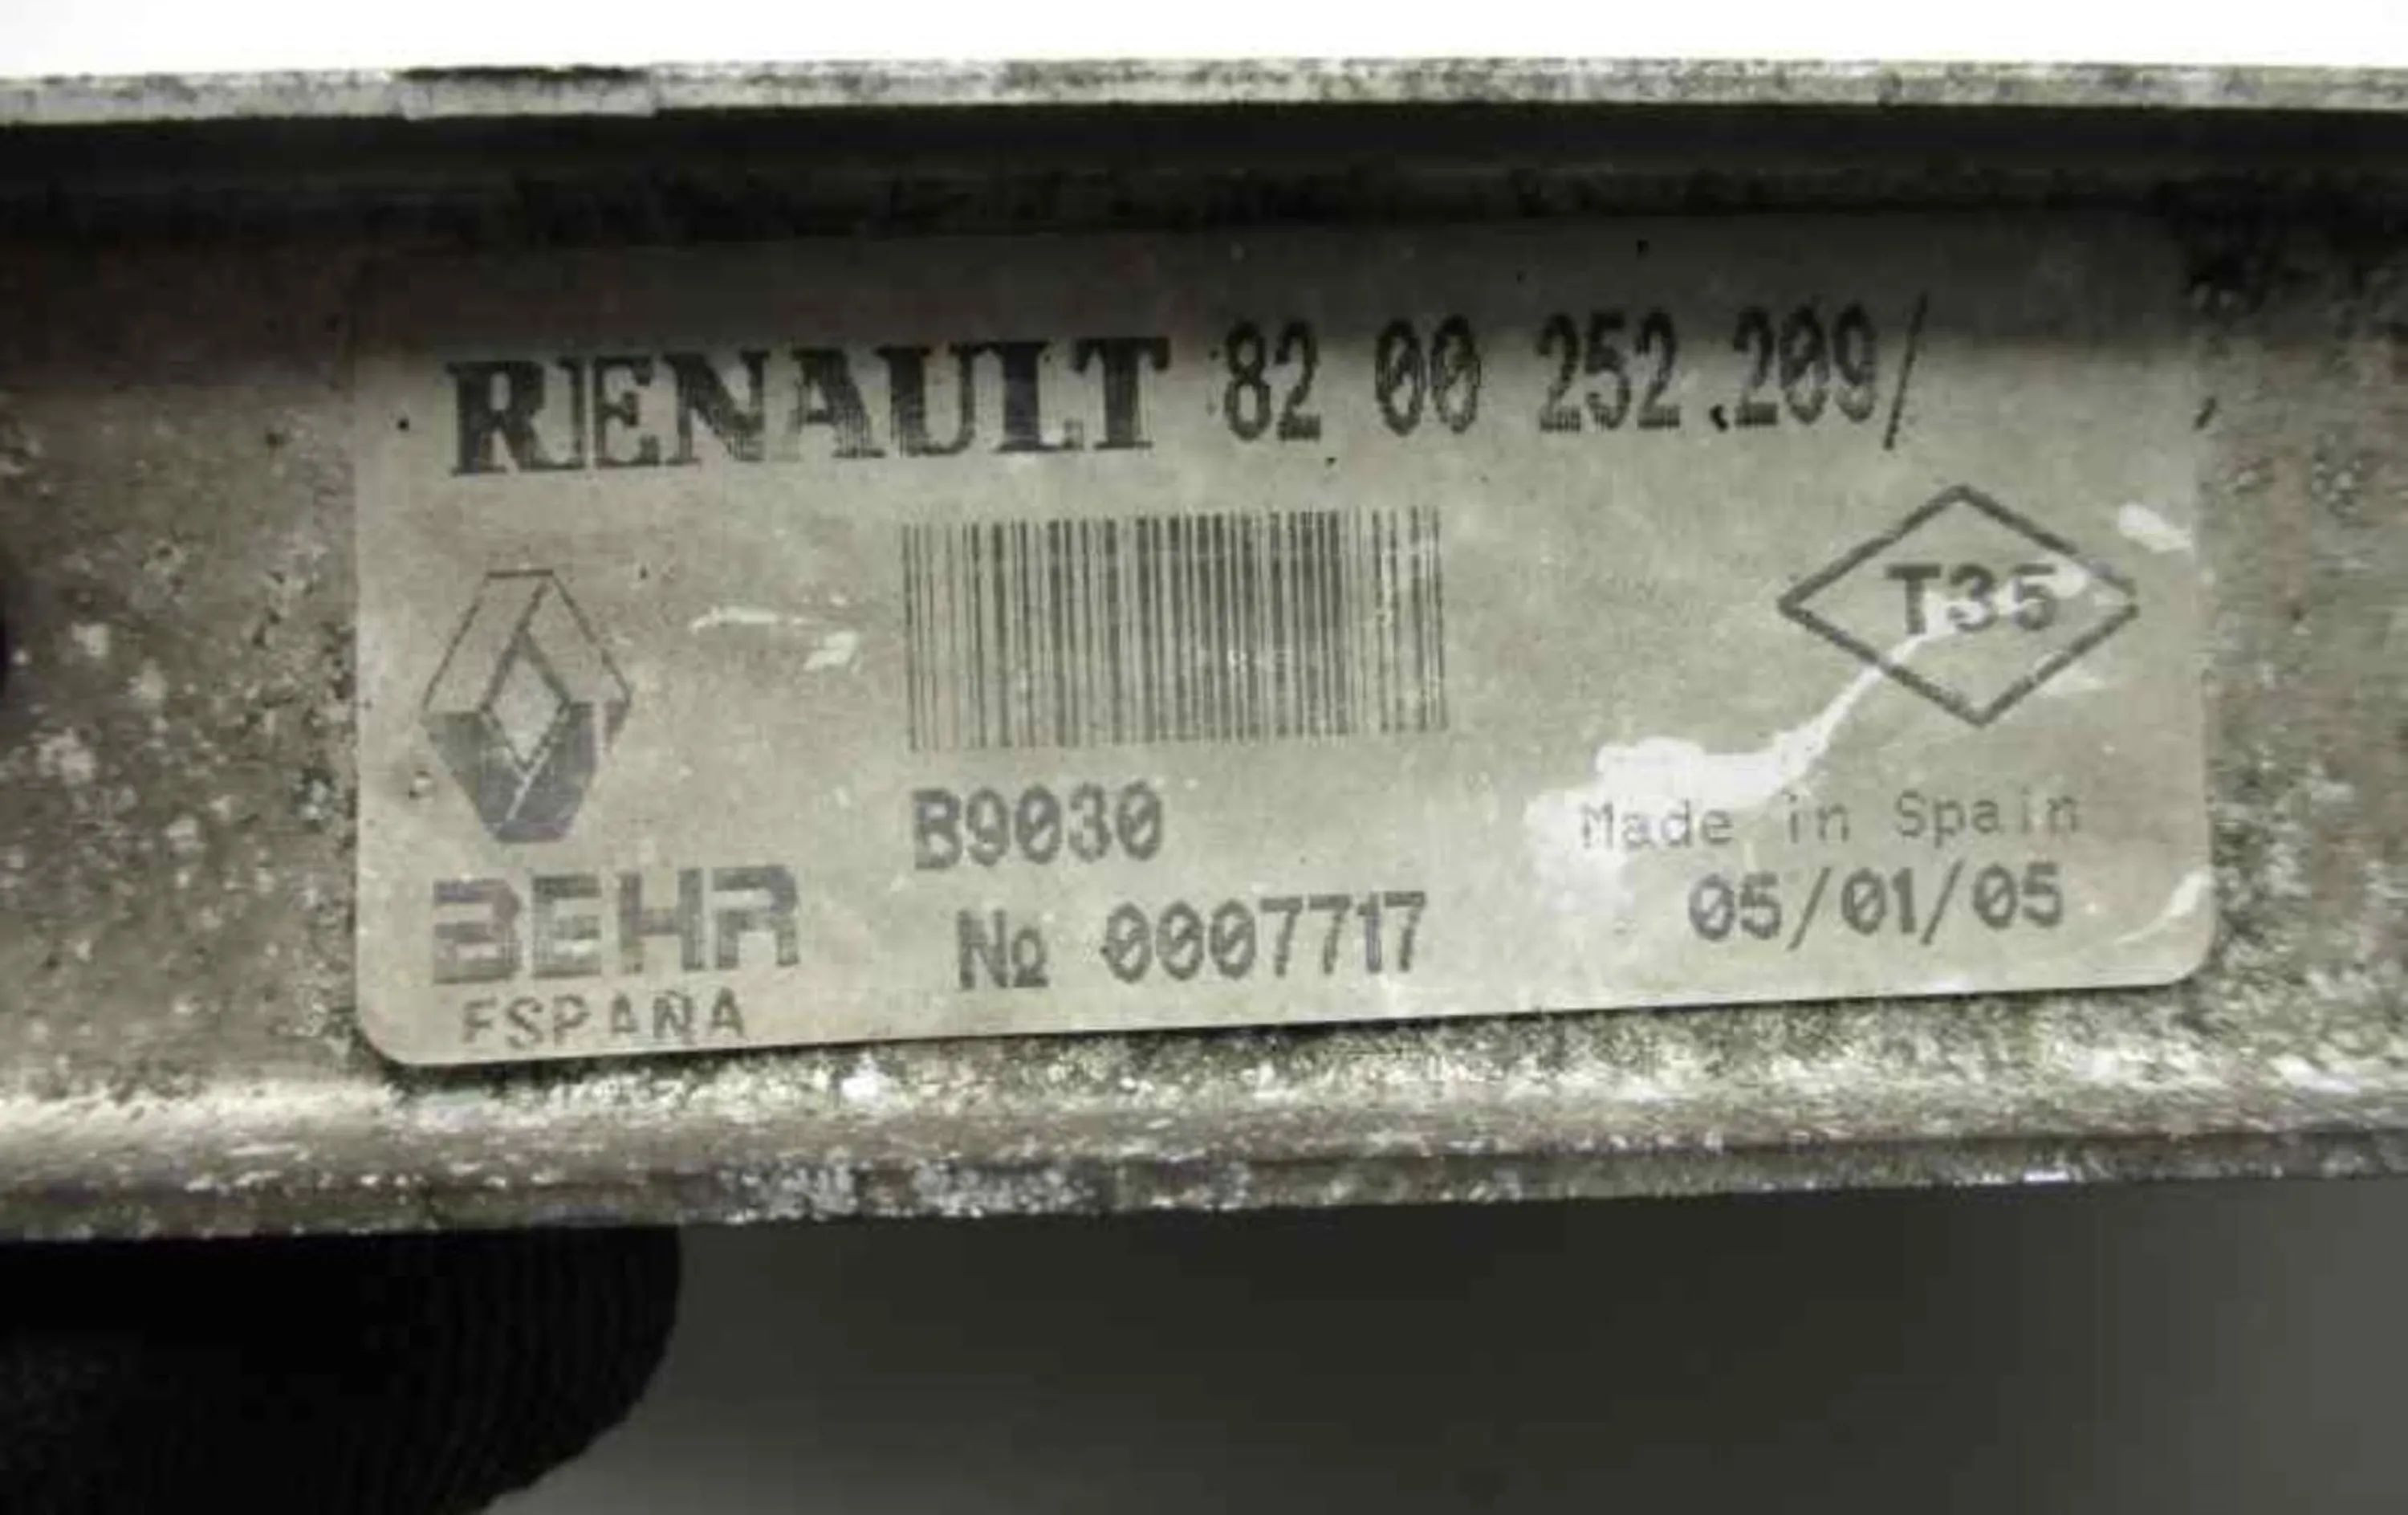 RENAULT 82 00 252.209/
T35
B9030
Made in Spain
BEHR
Nº 0007717
05/01/05
ESPAÑA